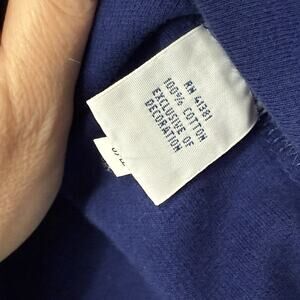 RN 41381
100% COTTON
EXCLUSIVE OF
DECORATION